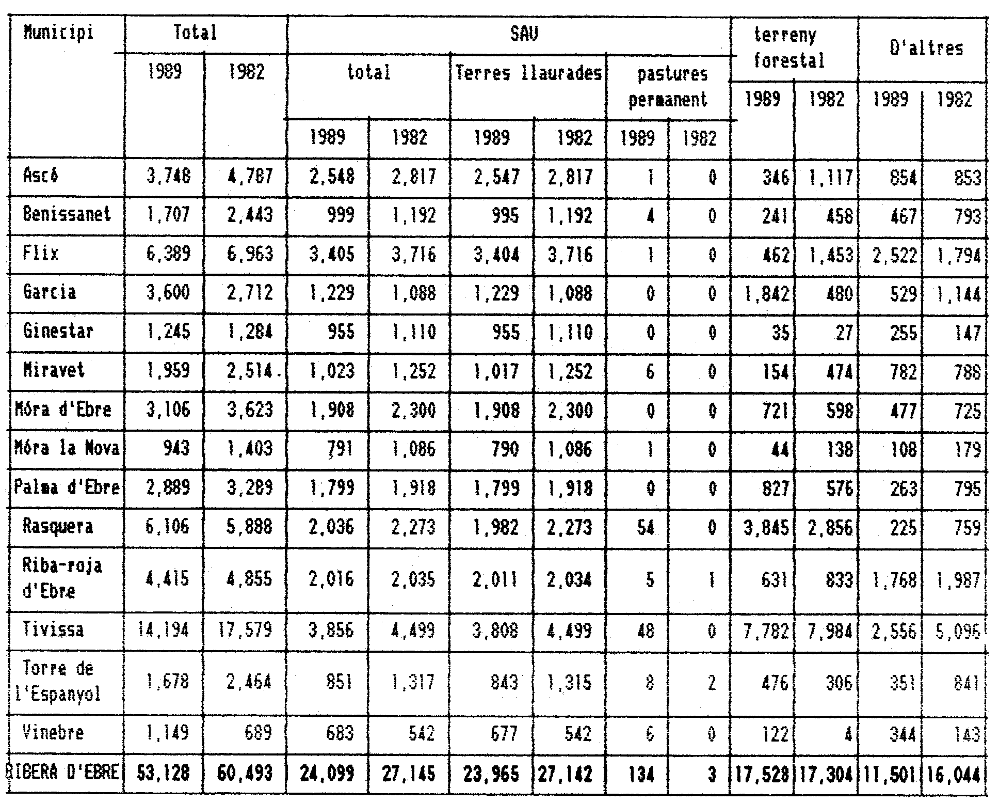 Municipi Total SAU terreny forestal D'altres
1989 1982 total Terres llaurades pastures permanent 1989 1982 1989 1982
1989 1982 1989 1982 1989 1982
Ascó 3,748 4,787 2,548 2,817 2,547 2,817 1 0 346 1,117 854 853
Benissanet 1,707 2,443 999 1,192 995 1,192 4 0 241 458 467 793
Flix 6,389 6,963 3,405 3,716 3,404 3,716 1 0 462 1,453 2,522 1,794
Garcia 3,600 2,712 1,229 1,088 1,229 1,088 0 0 1,842 480 529 1,144
Ginestar 1,245 1,284 955 1,110 955 1,110 0 0 35 27 255 147
Miravet 1,959 2,514 1,023 1,252 1,017 1,252 6 0 154 474 782 788
Móra d'Ebre 3,106 3,623 1,908 2,300 1,908 2,300 0 0 721 598 477 725
Móra la Nova 943 1,403 791 1,086 790 1,086 1 0 44 138 108 179
Palma d'Ebre 2,889 3,289 1,799 1,918 1,799 1,918 0 0 827 576 263 795
Rasquera 6,106 5,888 2,036 2,273 1,982 2,273 54 0 3,845 2,856 225 759
Riba-roja
d'Ebre 4,415 4,855 2,016 2,035 2,011 2,034 5 1 631 833 1,768 1,987
Tivissa 14,194 17,579 3,856 4,499 3,808 4,499 48 0 7,782 7,984 2,556 5,096
Torre de
l'Espanyol 1,678 2,464 851 1,317 843 1,315 8 2 476 306 351 841
Vinebre 1,149 689 683 542 677 542 6 0 122 4 344 143
RIBERA D'EBRE 53,128 60,493 24,099 27,145 23,965 27,142 134 3 17,528 17,304 11,501 16,044